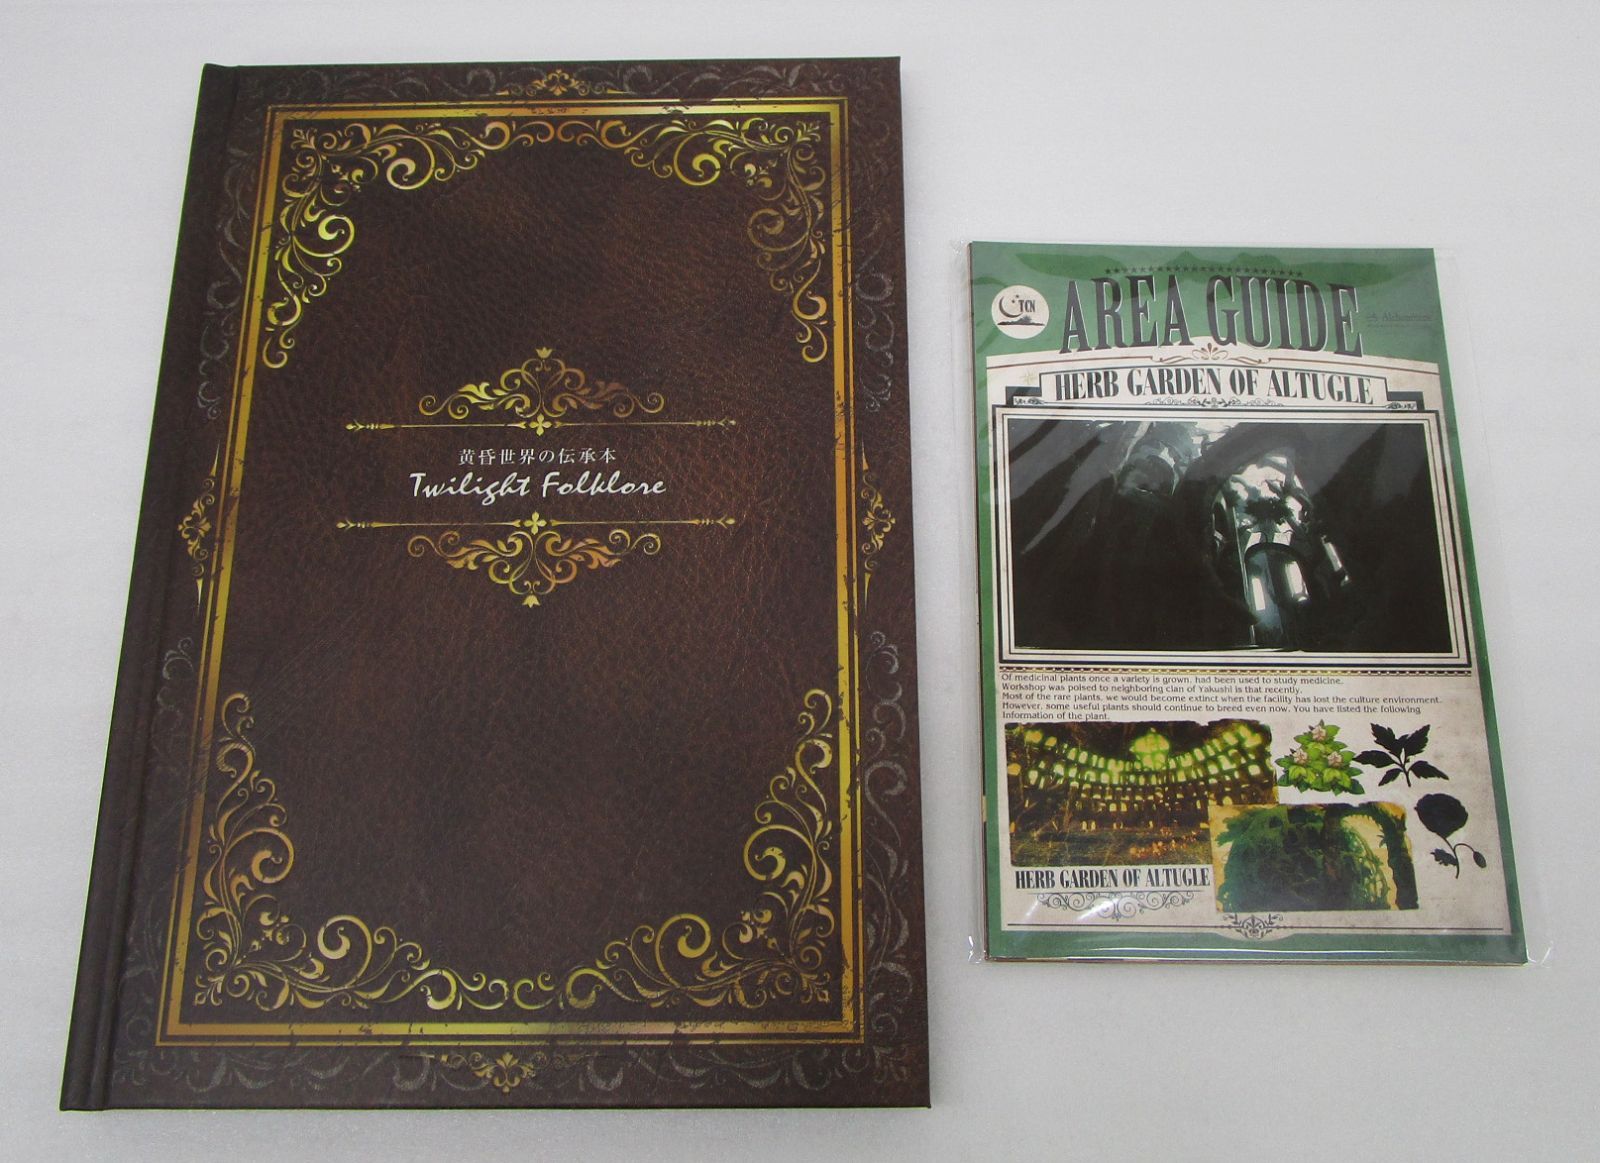 黄昏世界の伝承本
Twilight Folklore
TCN
AREA GUIDE
HERB GARDEN OF ALTUGLE
Of medicinal plants once a variety is grown, had been used to study medicine.
Workshop was poised to neighboring clan of Yakushi is that recently.
Most of the rare plants, we would become extinct when the facility has lost the culture environment.
However, some useful plants should continue to breed even now. You have listed the following
Information of the plant.
HERB GARDEN OF ALTUGLE